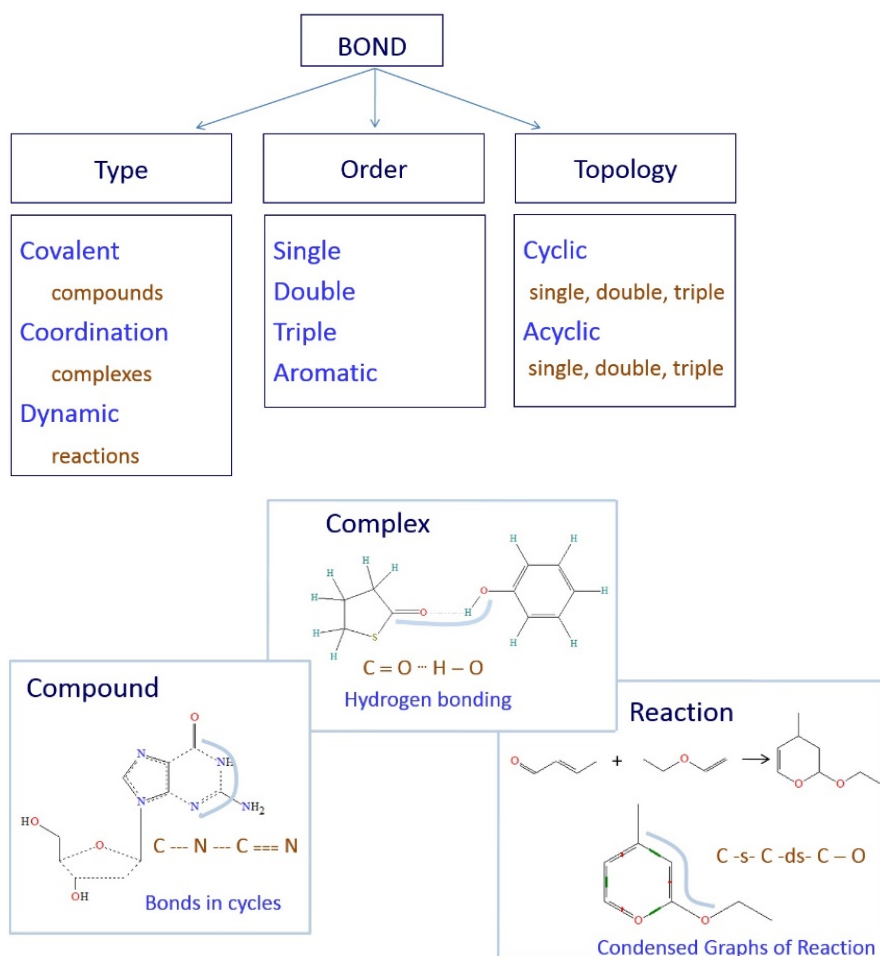 BOND
Type
Order
Topology
Covalent
compounds
Coordination
complexes
Dynamic
reactions
Single
Double
Triple
Aromatic
Cyclic
single, double, triple
Acyclic
single, double, triple
Complex
H
H
H
H
H
H
S
O
H
O
H
H
H
H
H
C = O ··· H – O
Hydrogen bonding
Compound
O
N
NH
N
N
NH₂
HO
O
OH
C --- N --- C === N
Bonds in cycles
Reaction
O
+
O
O
O
C -s- C -ds- C – O
O
O
Condensed Graphs of Reaction